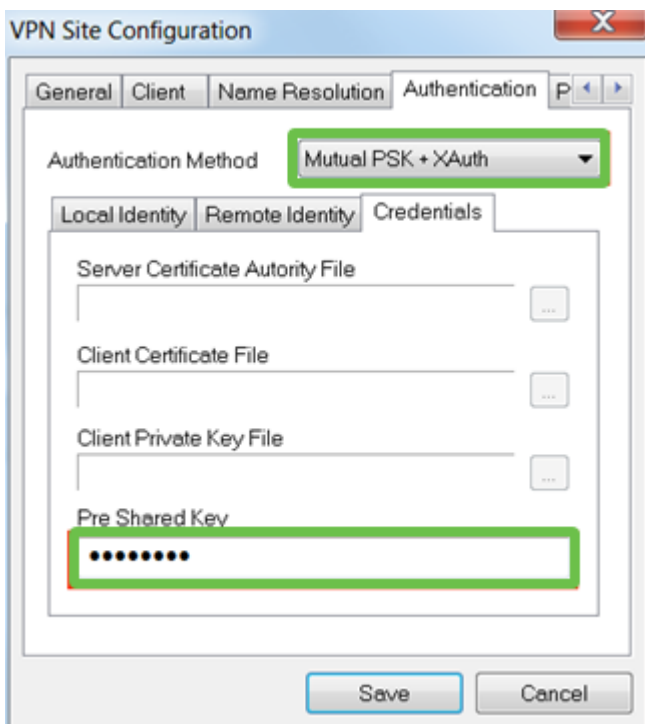 VPN Site Configuration
General Client Name Resolution Authentication P
Authentication Method Mutual PSK + XAuth
Local Identity Remote Identity Credentials
Server Certificate Autority File
...
Client Certificate File
...
Client Private Key File
...
Pre Shared Key
••••••••
Save Cancel